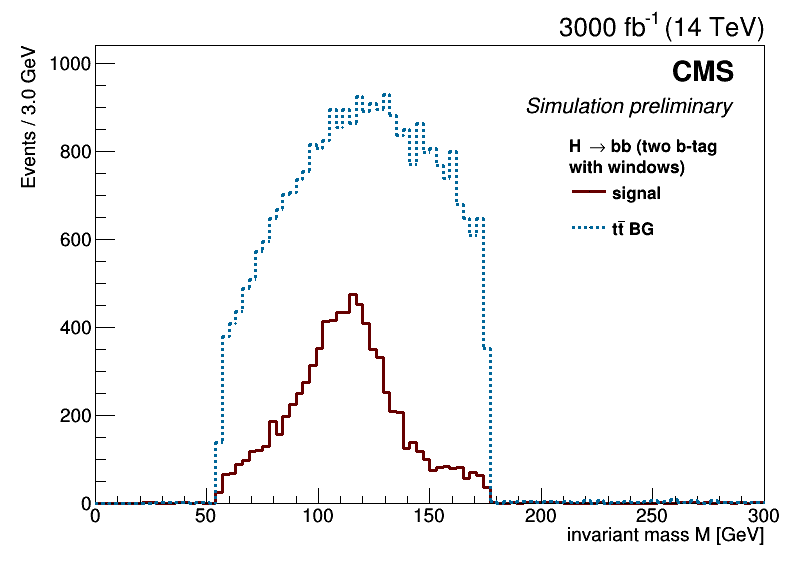 3000 fb⁻¹ (14 TeV)
Events / 3.0 GeV
1000
800
600
400
200
0
CMS
Simulation preliminary
H → bb (two b-tag
with windows)
signal
tt̄ BG
0 50 100 150 200 250 300
invariant mass M [GeV]